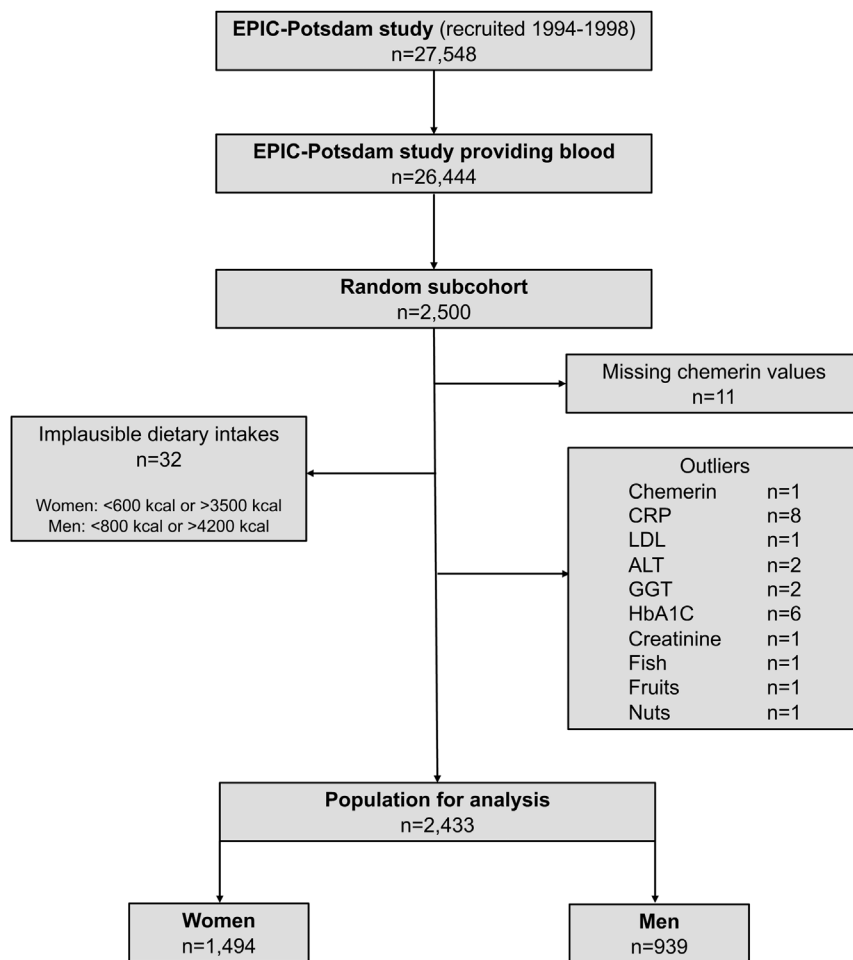 EPIC-Potsdam study (recruited 1994-1998)
n=27,548
EPIC-Potsdam study providing blood
n=26,444
Random subcohort
n=2,500
Missing chemerin values
n=11
Implausible dietary intakes
n=32
Women: <600 kcal or >3500 kcal
Men: <800 kcal or >4200 kcal
Outliers
Chemerin n=1
CRP n=8
LDL n=1
ALT n=2
GGT n=2
HbA1C n=6
Creatinine n=1
Fish n=1
Fruits n=1
Nuts n=1
Population for analysis
n=2,433
Women
n=1,494
Men
n=939